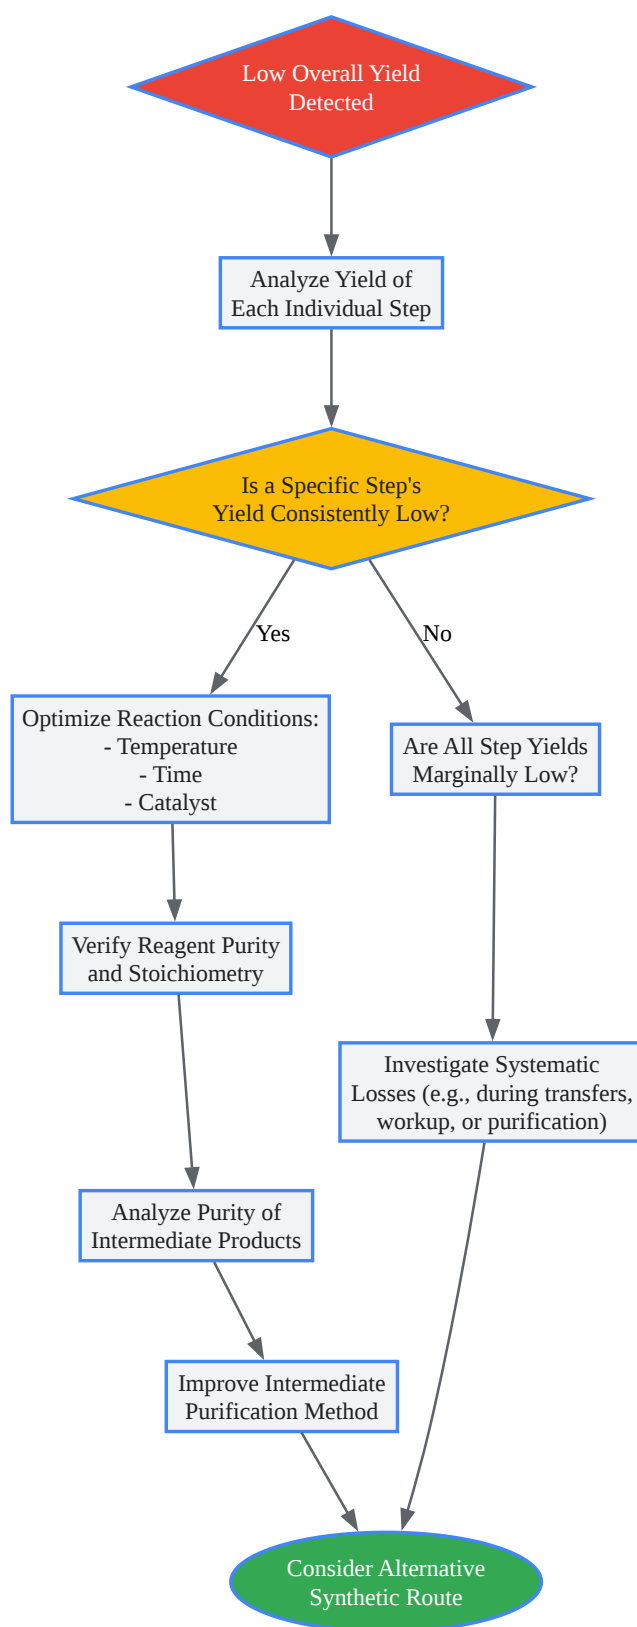 Low Overall Yield
Detected
Analyze Yield of
Each Individual Step
Is a Specific Step's
Yield Consistently Low?
Yes
No
Optimize Reaction Conditions:
- Temperature
- Time
- Catalyst
Are All Step Yields
Marginally Low?
Verify Reagent Purity
and Stoichiometry
Investigate Systematic
Losses (e.g., during transfers,
workup, or purification)
Analyze Purity of
Intermediate Products
Improve Intermediate
Purification Method
Consider Alternative
Synthetic Route